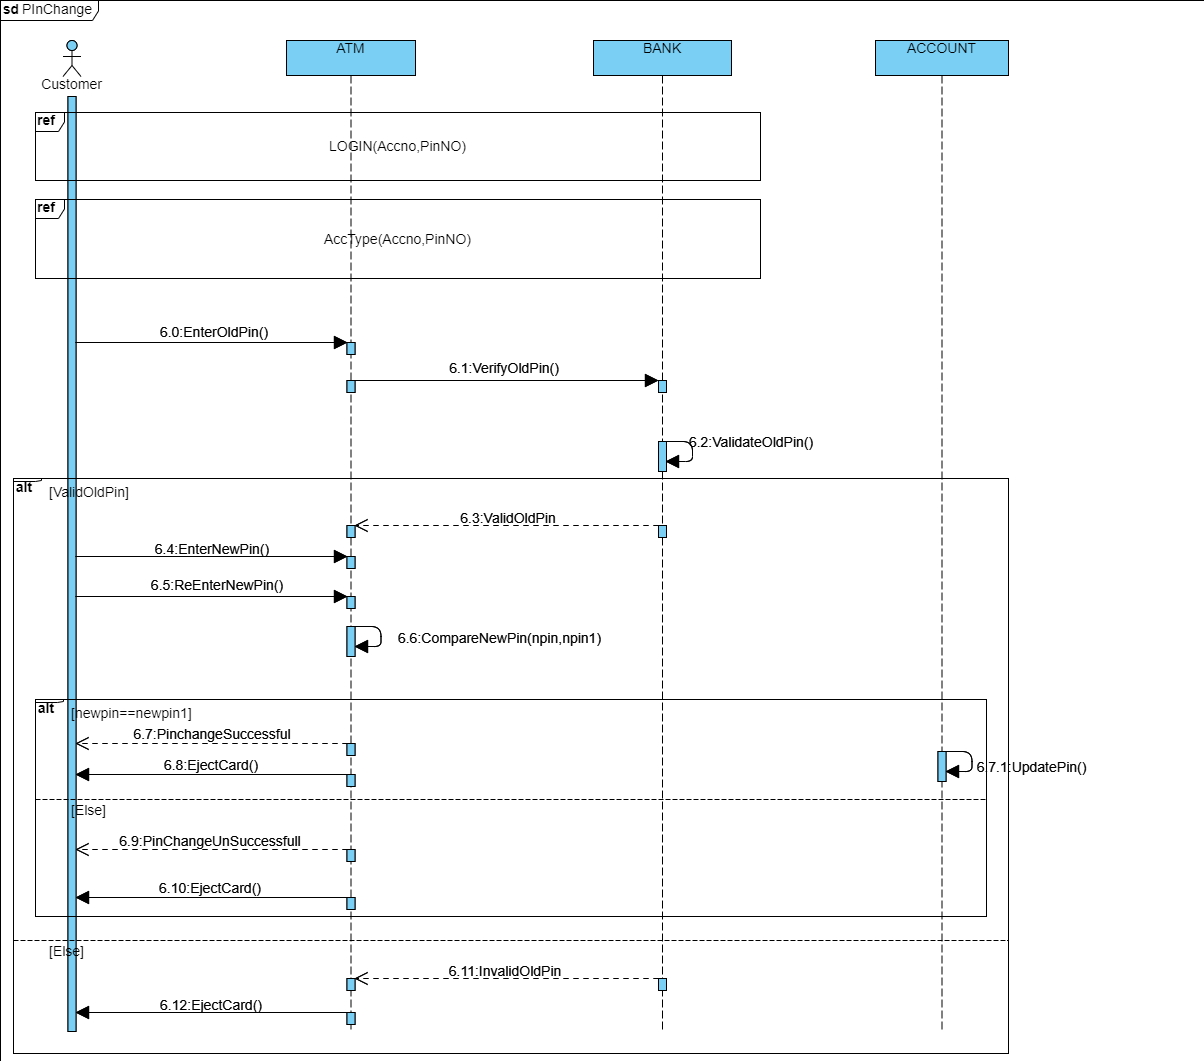 sd PInChange
ATM
BANK
ACCOUNT
Customer
ref
LOGIN(Accno,PinNO)
ref
AccType(Accno,PinNO)
6.0:EnterOldPin()
6.1:VerifyOldPin()
6.2:ValidateOldPin()
alt
[ValidOldPin]
6.3:ValidOldPin
6.4:EnterNewPin()
6.5:ReEnterNewPin()
6.6:CompareNewPin(npin,npin1)
alt
[newpin==newpin1]
6.7:PinchangeSuccessful
6.8:EjectCard()
6.7.1:UpdatePin()
[Else]
6.9:PinChangeUnSuccessfull
6.10:EjectCard()
[Else]
6.11:InvalidOldPin
6.12:EjectCard()